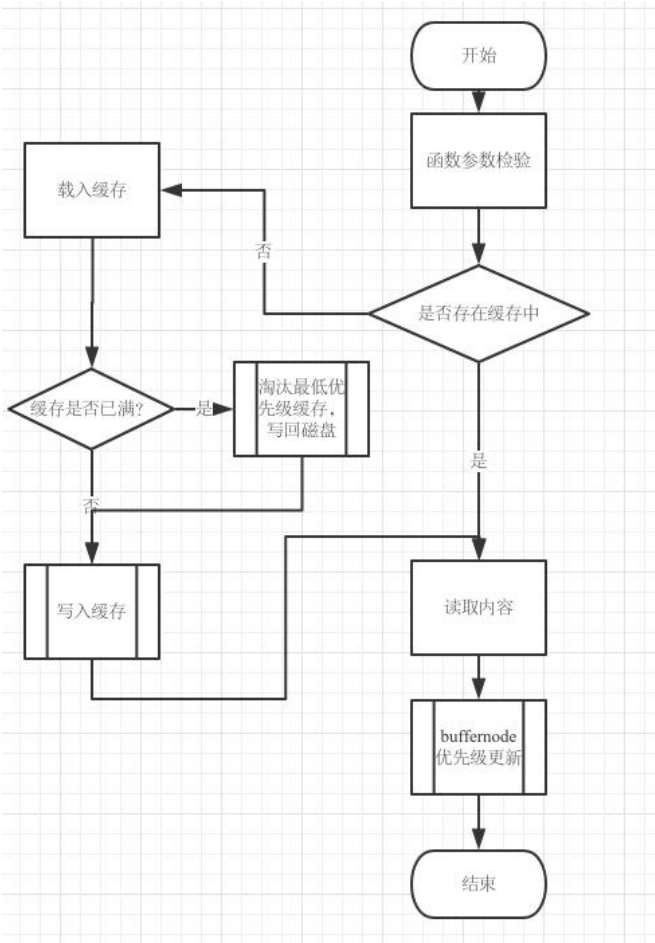 开始
函数参数检验
载入缓存
否
是否存在缓存中
缓存是否已满?
是
淘汰最低优
先级缓存，
写回磁盘
是
否
写入缓存
读取内容
buffernode
优先级更新
结束